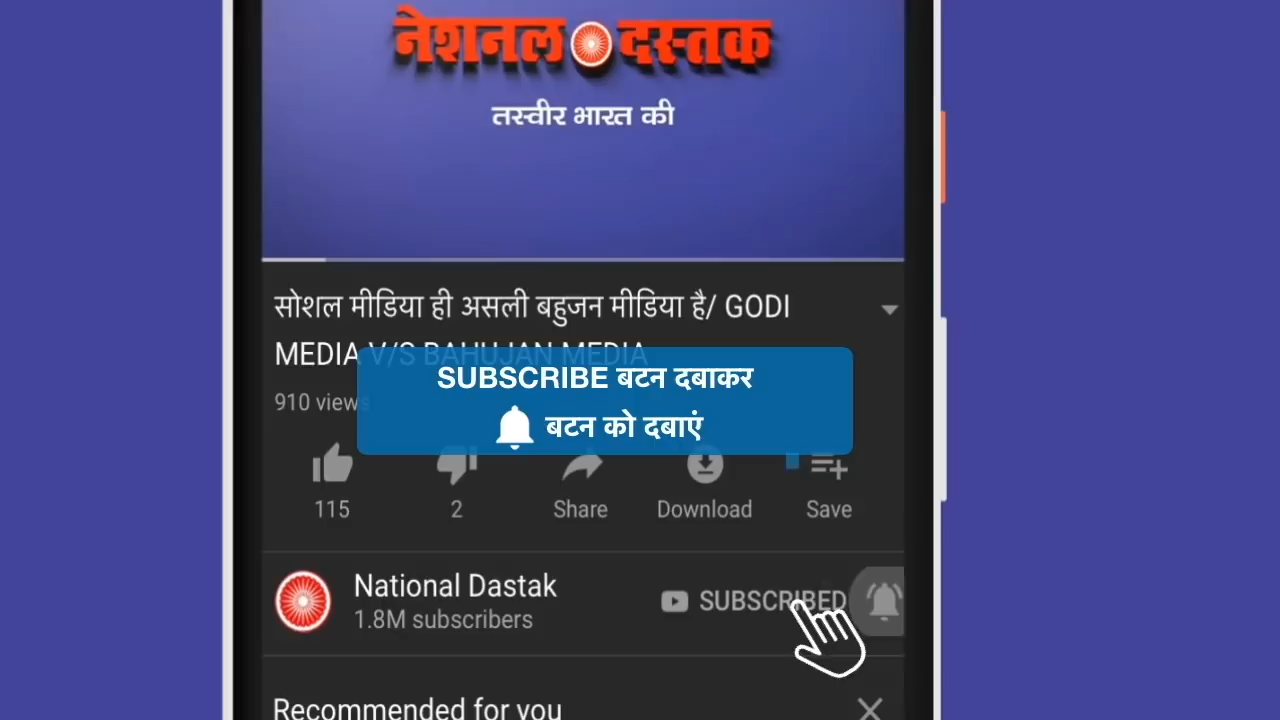 नेशनल दस्तक
तस्वीर भारत की
सोशल मीडिया ही असली बहुजन मीडिया है/ GODI
MEDIA V/S BAHUJAN MEDIA
910 views
SUBSCRIBE बटन दबाकर
बटन को दबाएं
115
2
Share
Download
Save
National Dastak
1.8M subscribers
SUBSCRIBED
Recommended for you